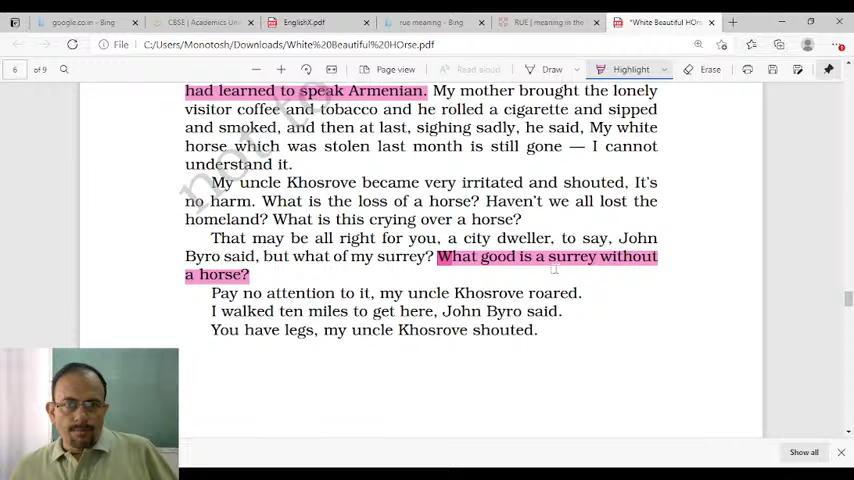 google.co.in - Bing
CBSE | Academics Uni
EnglishX.pdf
rue meaning - Bing
RUE | meaning in the
*White Beautiful HOrs
File
C:/Users/Monotosh/Downloads/White%20Beautiful%20HOrse.pdf
6 of 9
Page view
Read aloud
Draw
Highlight
Erase
had learned to speak Armenian. My mother brought the lonely
visitor coffee and tobacco and he rolled a cigarette and sipped
and smoked, and then at last, sighing sadly, he said, My white
horse which was stolen last month is still gone — I cannot
understand it.
My uncle Khosrove became very irritated and shouted, It's
no harm. What is the loss of a horse? Haven't we all lost the
homeland? What is this crying over a horse?
That may be all right for you, a city dweller, to say, John
Byro said, but what of my surrey? What good is a surrey without
a horse?
Pay no attention to it, my uncle Khosrove roared.
I walked ten miles to get here, John Byro said.
You have legs, my uncle Khosrove shouted.
not to
Show all